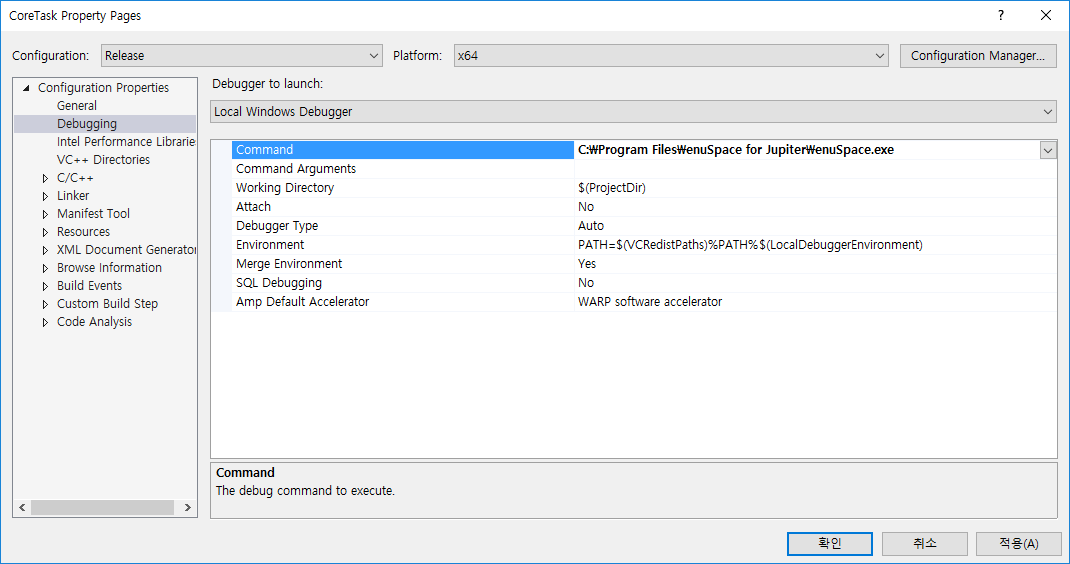 CoreTask Property Pages
?
Configuration: Release Platform: x64 Configuration Manager...
Configuration Properties
General
Debugging
Intel Performance Librarie
VC++ Directories
C/C++
Linker
Manifest Tool
Resources
XML Document Generator
Browse Information
Build Events
Custom Build Step
Code Analysis
Debugger to launch:
Local Windows Debugger
Command C:₩Program Files₩enuSpace for Jupiter₩enuSpace.exe
Command Arguments
Working Directory $(ProjectDir)
Attach No
Debugger Type Auto
Environment PATH=$(VCRedistPaths)%PATH%$(LocalDebuggerEnvironment)
Merge Environment Yes
SQL Debugging No
Amp Default Accelerator WARP software accelerator
Command
The debug command to execute.
확인 취소 적용(A)